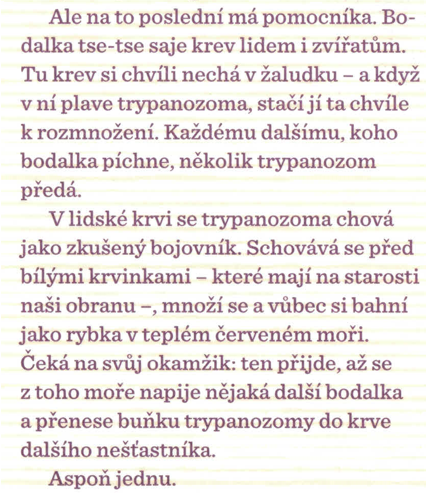 Ale na to poslední má pomocníka. Bo-
dalka tse-tse saje krev lidem i zvířatům.
Tu krev si chvíli nechá v žaludku – a když
v ní plave trypanozoma, stačí jí ta chvíle
k rozmnožení. Každému dalšímu, koho
bodalka píchne, několik trypanozom
předá.
V lidské krvi se trypanozoma chová
jako zkušený bojovník. Schovává se před
bílými krvinkami – které mají na starosti
naši obranu –, množí se a vůbec si bahní
jako rybka v teplém červeném moři.
Čeká na svůj okamžik: ten přijde, až se
z toho moře napije nějaká další bodalka
a přenese buňku trypanozomy do krve
dalšího nešťastníka.
Aspoň jednu.